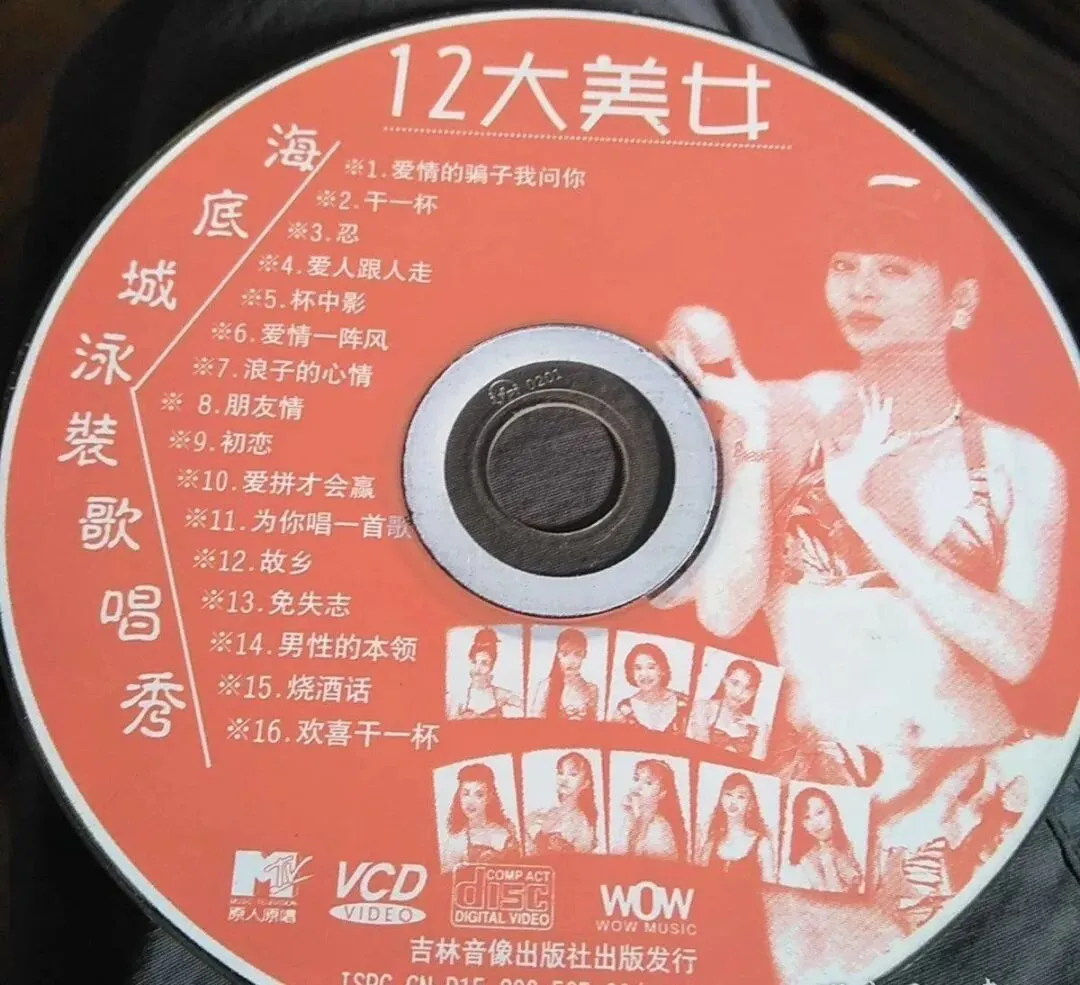 12大美女
海底城泳裝歌唱秀
※1.爱情的骗子我问你
※2.干一杯
※3.忍
※4.爱人跟人走
※5.杯中影
※6.爱情一阵风
※7.浪子的心情
※ 8.朋友情
※9.初恋
※10.爱拼才会赢
※11.为你唱一首歌
※12.故乡
※13.免失志
※14.男性的本领
※15.烧酒话
※16.欢喜干一杯
一
0201
MTV
MUSIC TELEVISION
原人原唱
VCD
VIDEO
COMPACT
disc
DIGITAL VIDEO
WOW
WOW MUSIC
吉林音像出版社出版发行